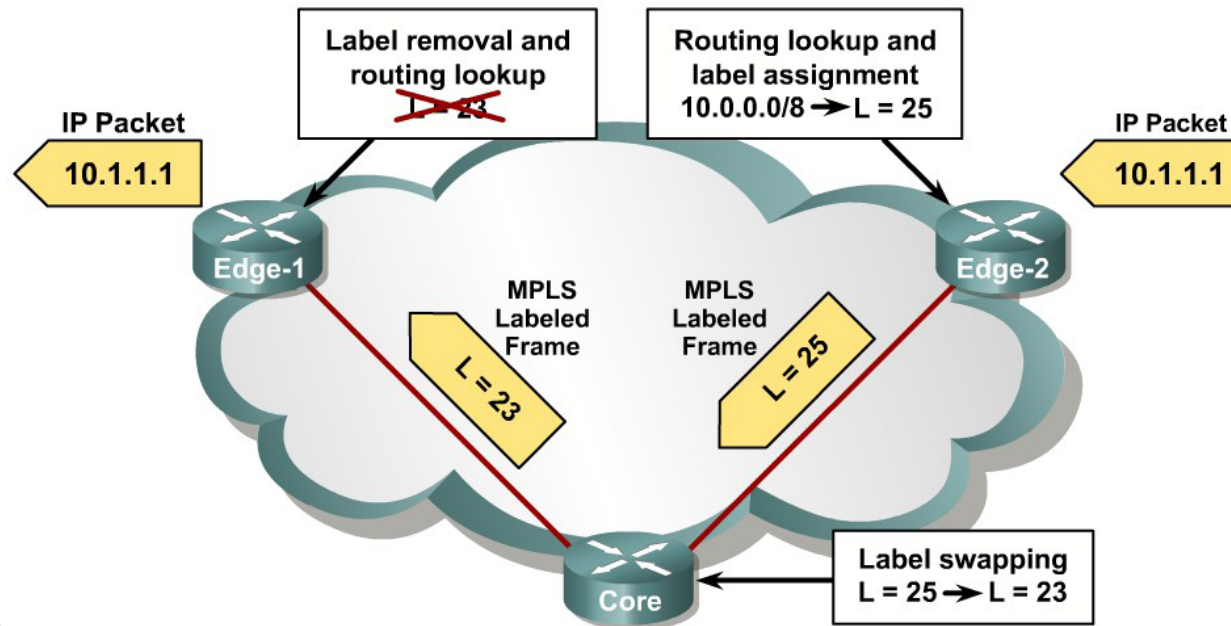 Label removal and
routing lookup
L = 23
Routing lookup and
label assignment
10.0.0.0/8 → L = 25
IP Packet
10.1.1.1
IP Packet
10.1.1.1
Edge-1
Edge-2
MPLS
Labeled
Frame
L = 23
MPLS
Labeled
Frame
L = 25
Core
Label swapping
L = 25 → L = 23